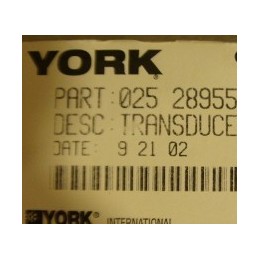 YORK
PART:025 28955
DESC:TRANSDUCE
DATE: 9 21 02
YORK® INTERNATIONAL